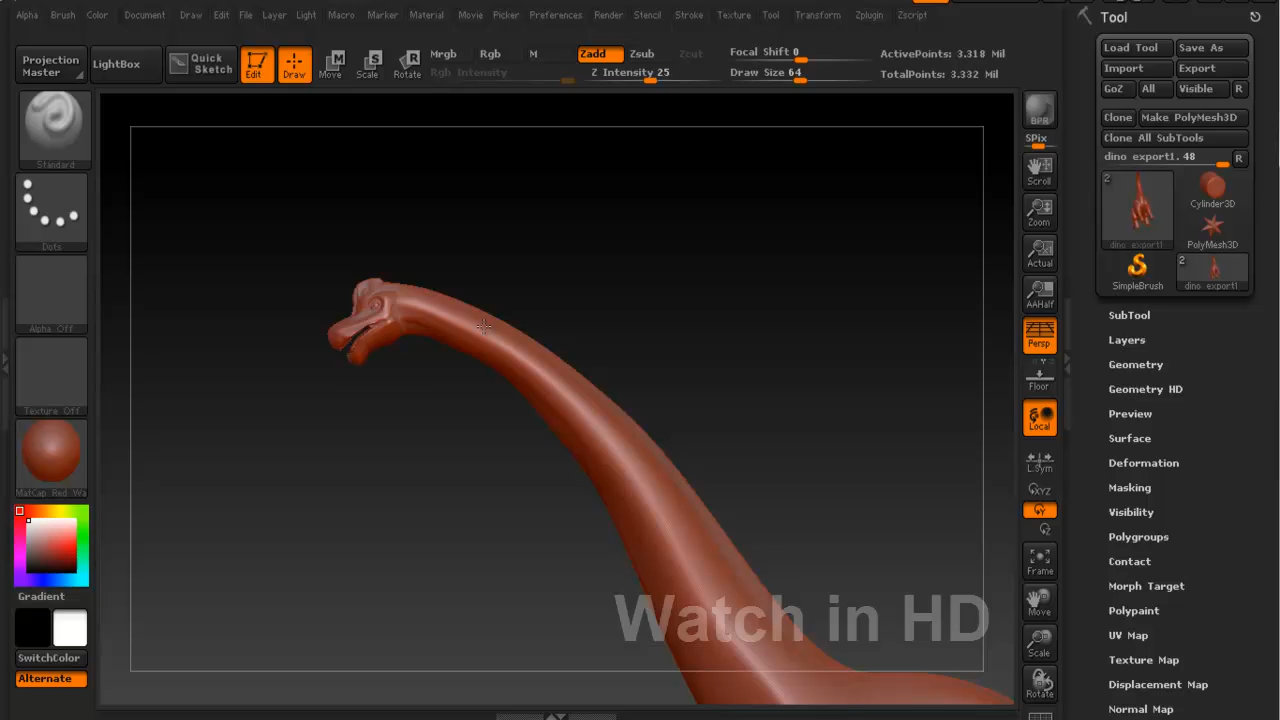 Alpha Brush Color Document Draw Edit File Layer Light Macro Marker Material Movie Picker Preferences Render Stencil Stroke Texture Tool Transform Zplugin Zscript
Tool
Projection
Master
LightBox
Quick
Sketch
Edit
Draw
Move
Scale
Rotate
Mrgb Rgb M
Rgb Intensity
Zadd Zsub Zcut
Z Intensity 25
Focal Shift 0
Draw Size 64
ActivePoints: 3.318 Mil
TotalPoints: 3.332 Mil
Load Tool Save As
Import Export
GoZ All Visible R
Clone Make PolyMesh3D
Clone All SubTools
dino export1. 48 R
2
dino export1
Cylinder3D
PolyMesh3D
SimpleBrush
2
dino export1
SubTool
Layers
Geometry
Geometry HD
Preview
Surface
Deformation
Masking
Visibility
Polygroups
Contact
Morph Target
Polypaint
UV Map
Texture Map
Displacement Map
Normal Map
Standard
Dots
Alpha Off
Texture Off
MatCap Red Wa
Gradient
SwitchColor
Alternate
BPR
SPix
Scroll
Zoom
Actual
AAHalf
Persp
Floor
Local
L.Sym
XYZ
Y
Z
Frame
Move
Scale
Rotate
Watch in HD